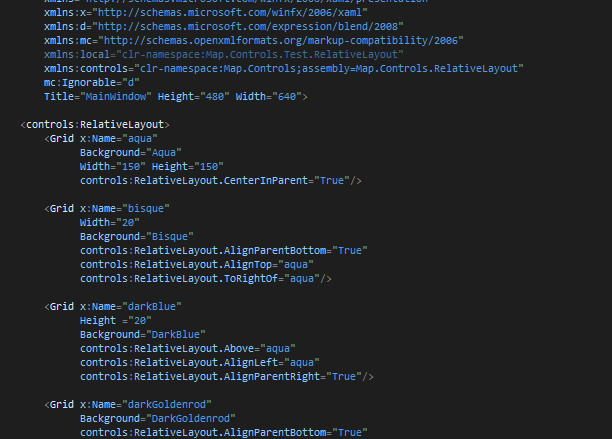 xmlns:x="http://schemas.microsoft.com/winfx/2006/xaml"
xmlns:d="http://schemas.microsoft.com/expression/blend/2008"
xmlns:mc="http://schemas.openxmlformats.org/markup-compatibility/2006"
xmlns:local="clr-namespace:Map.Controls.Test.RelativeLayout"
xmlns:controls="clr-namespace:Map.Controls;assembly=Map.Controls.RelativeLayout"
mc:Ignorable="d"
Title="MainWindow" Height="480" Width="640">
<controls:RelativeLayout>
<Grid x:Name="aqua"
Background="Aqua"
Width="150" Height="150"
controls:RelativeLayout.CenterInParent="True"/>
<Grid x:Name="bisque"
Width="20"
Background="Bisque"
controls:RelativeLayout.AlignParentBottom="True"
controls:RelativeLayout.AlignTop="aqua"
controls:RelativeLayout.ToRightOf="aqua"/>
<Grid x:Name="darkBlue"
Height ="20"
Background="DarkBlue"
controls:RelativeLayout.Above="aqua"
controls:RelativeLayout.AlignLeft="aqua"
controls:RelativeLayout.AlignParentRight="True"/>
<Grid x:Name="darkGoldenrod"
Background="DarkGoldenrod"
controls:RelativeLayout.AlignParentBottom="True"